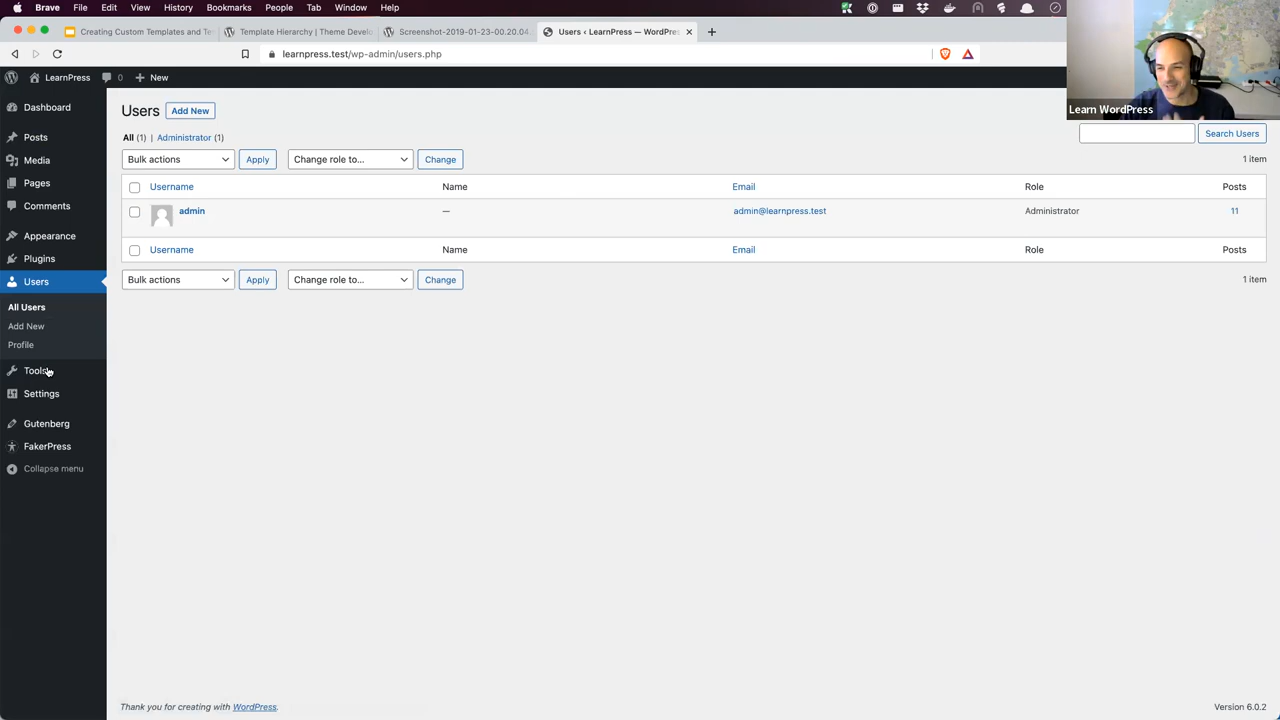 Brave File Edit View History Bookmarks People Tab Window Help
Creating Custom Templates and Te
Template Hierarchy | Theme Develo
Screenshot-2019-01-23-00.20.04.
Users ‹ LearnPress — WordPres
learnpress.test/wp-admin/users.php
LearnPress 0 New
Learn WordPress
Dashboard
Posts
Media
Pages
Comments
Appearance
Plugins
Users
All Users
Add New
Profile
Tools
Settings
Gutenberg
FakerPress
Collapse menu
Users Add New
All (1) | Administrator (1)
Search Users
Bulk actions Apply Change role to... Change 1 item
Username Name Email Role Posts
admin — admin@learnpress.test Administrator 11
Username Name Email Role Posts
Bulk actions Apply Change role to... Change 1 item
Thank you for creating with WordPress. Version 6.0.2